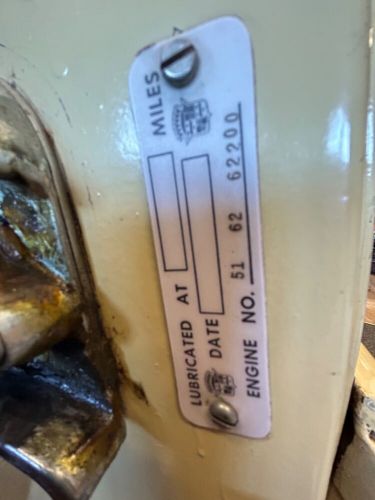 LUBRICATED AT MILES
DATE
ENGINE NO. 51 62 62200